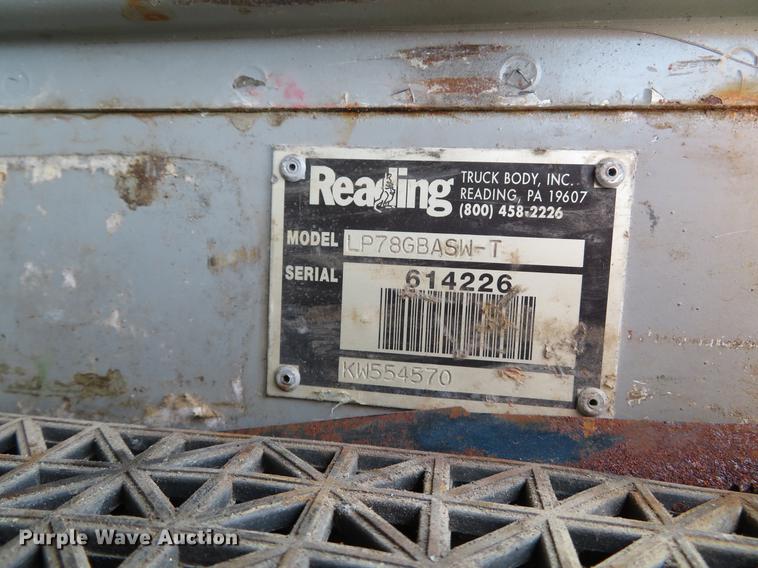 Reading
TRUCK BODY, INC.
READING, PA 19607
(800) 458-2226
MODEL LP78GBASW-T
SERIAL 614226
KW554570
Purple Wave Auction